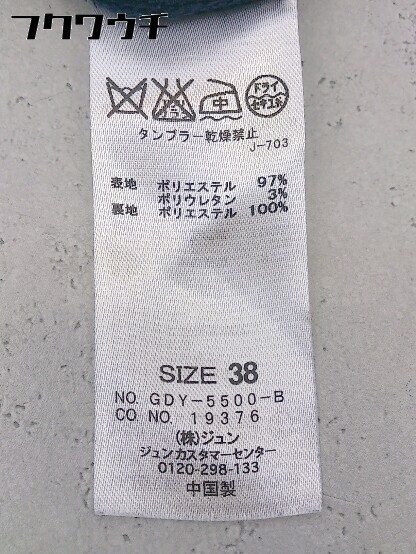 フクワウチ
中
ドライ
セキユ系
タンブラー乾燥禁止
J-703
表地 ポリエステル 97%
ポリウレタン 3%
裏地 ポリエステル 100%
SIZE 38
NO. GDY-5500-B
CO NO. 19376
(株)ジュン
ジュンカスタマーセンター
0120-298-133
中国製